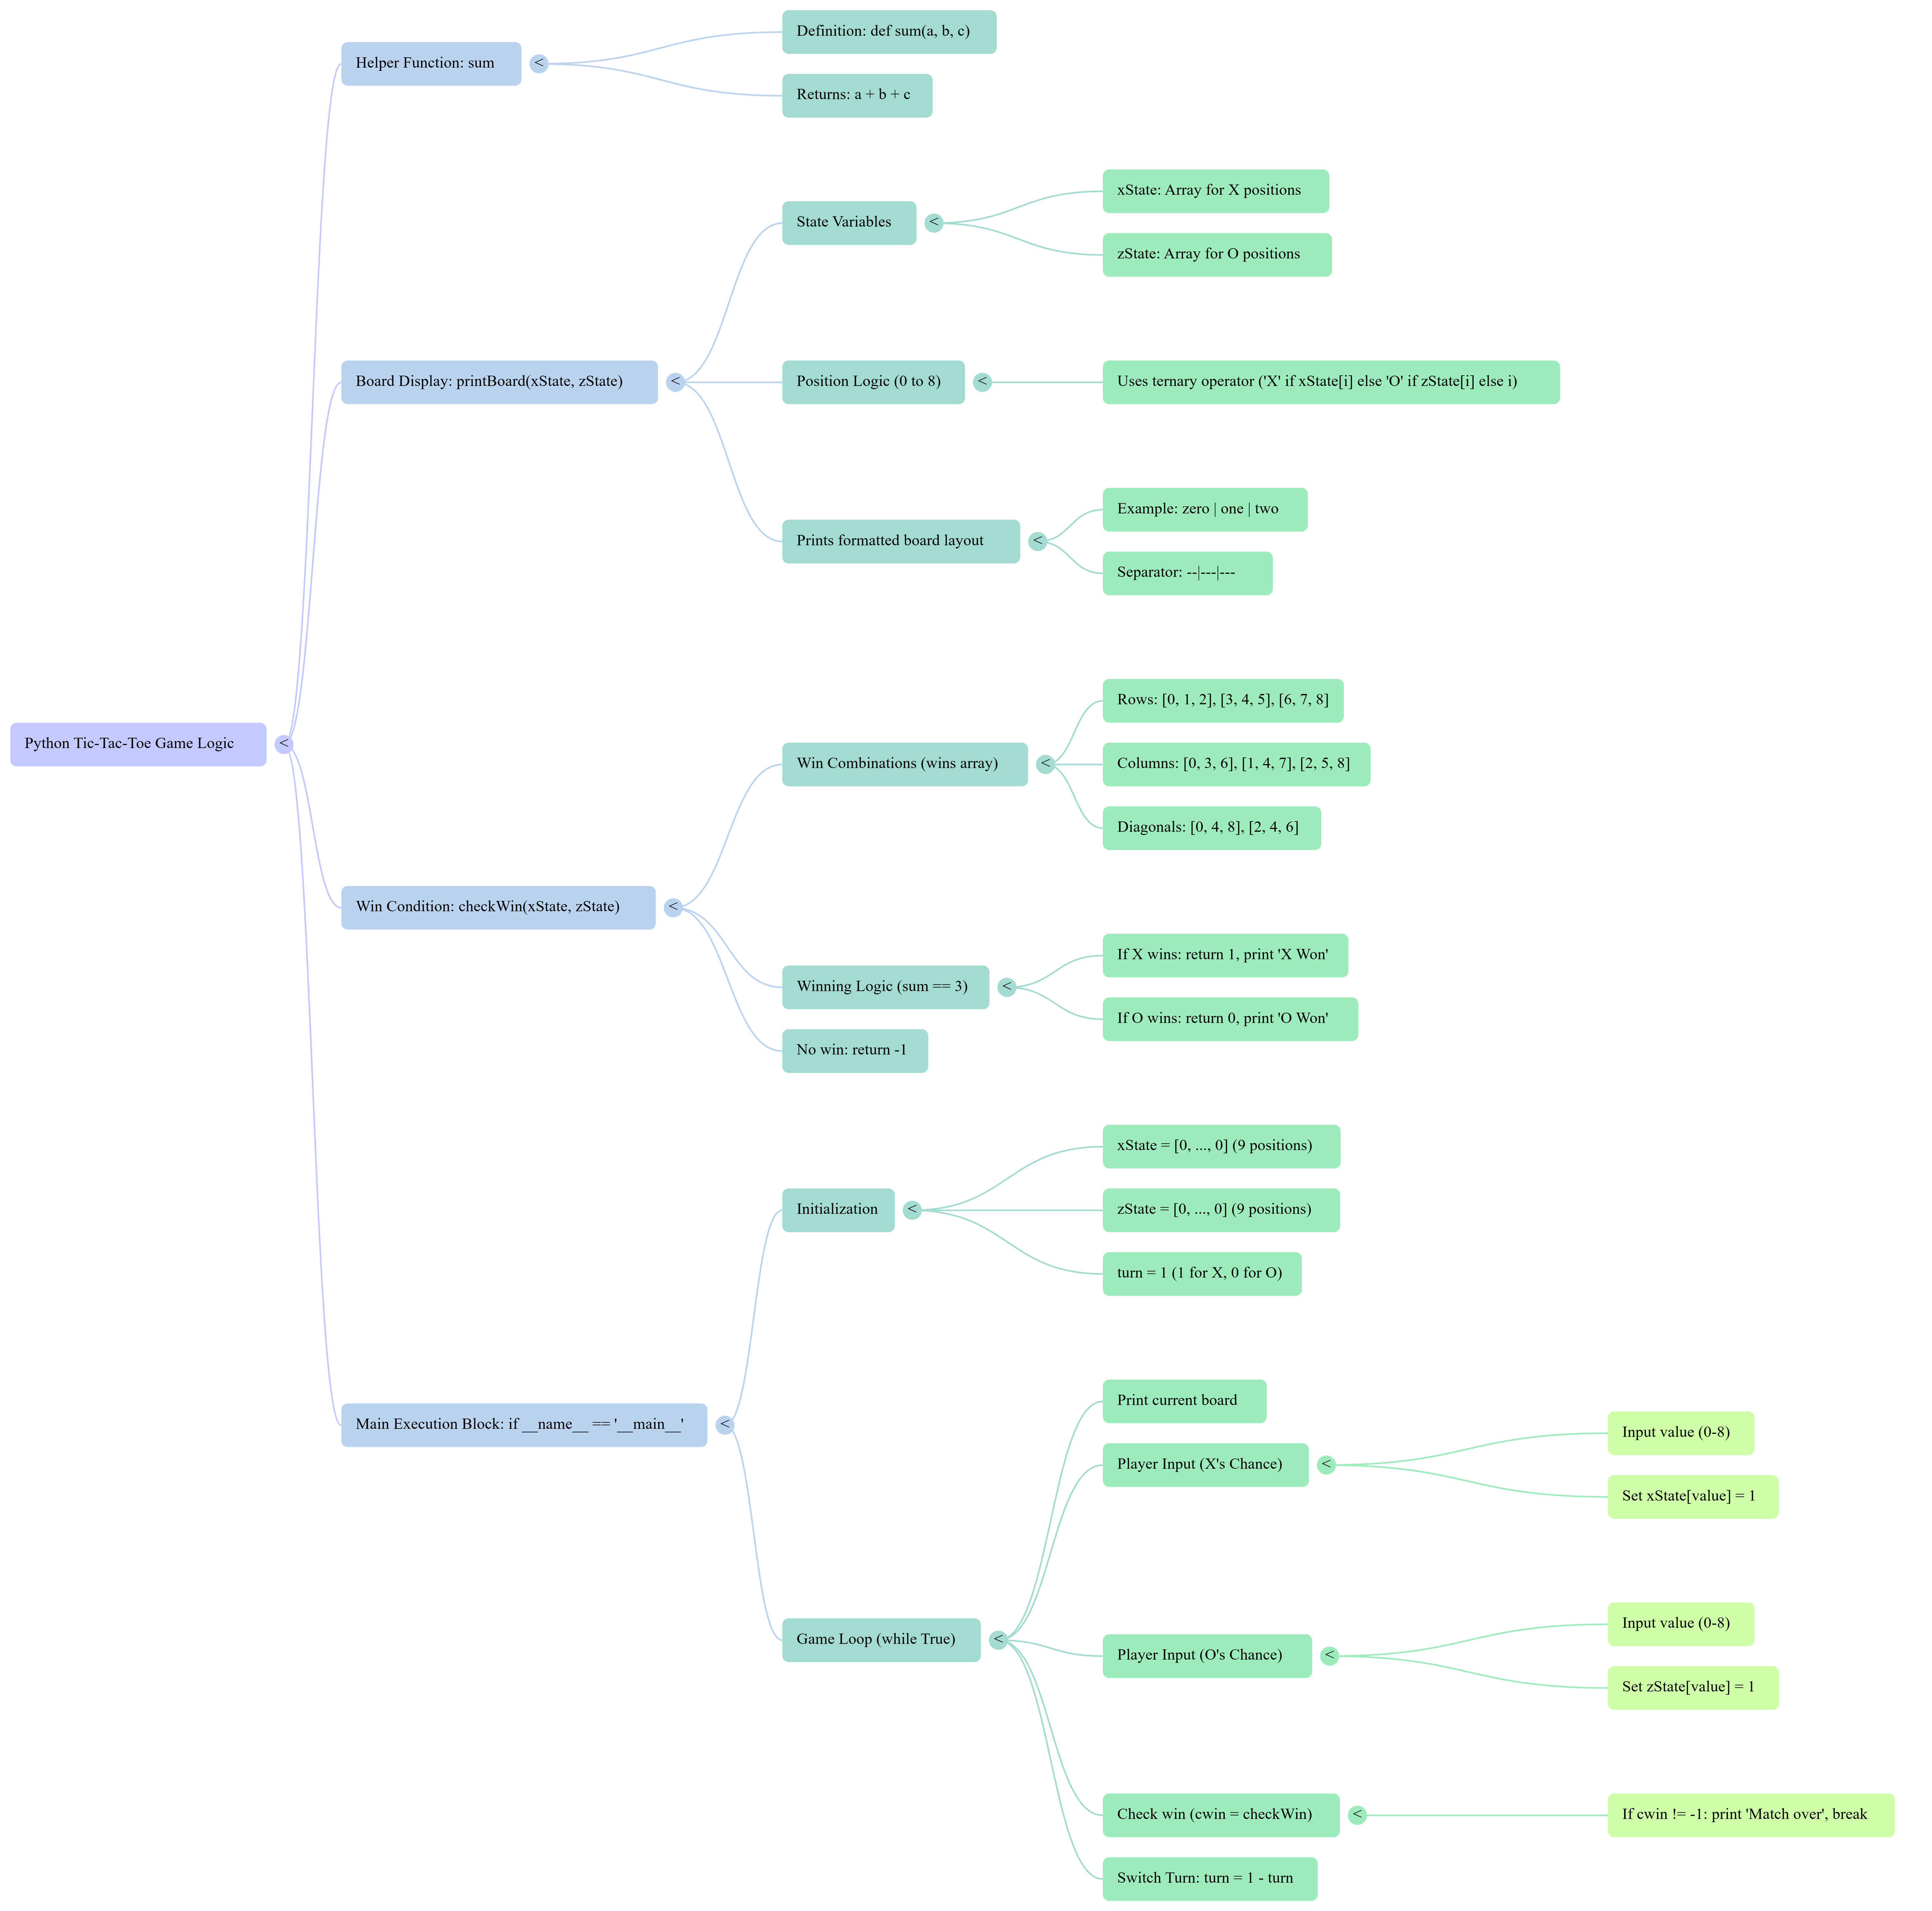 Python Tic-Tac-Toe Game Logic
<
Helper Function: sum
<
Definition: def sum(a, b, c)
Returns: a + b + c
Board Display: printBoard(xState, zState)
<
State Variables
<
xState: Array for X positions
zState: Array for O positions
Position Logic (0 to 8)
<
Uses ternary operator ('X' if xState[i] else 'O' if zState[i] else i)
Prints formatted board layout
<
Example: zero | one | two
Separator: --|---|---
Win Condition: checkWin(xState, zState)
<
Win Combinations (wins array)
<
Rows: [0, 1, 2], [3, 4, 5], [6, 7, 8]
Columns: [0, 3, 6], [1, 4, 7], [2, 5, 8]
Diagonals: [0, 4, 8], [2, 4, 6]
Winning Logic (sum == 3)
<
If X wins: return 1, print 'X Won'
If O wins: return 0, print 'O Won'
No win: return -1
Main Execution Block: if __name__ == '__main__'
<
Initialization
<
xState = [0, ..., 0] (9 positions)
zState = [0, ..., 0] (9 positions)
turn = 1 (1 for X, 0 for O)
Game Loop (while True)
<
Print current board
Player Input (X's Chance)
<
Input value (0-8)
Set xState[value] = 1
Player Input (O's Chance)
<
Input value (0-8)
Set zState[value] = 1
Check win (cwin = checkWin)
<
If cwin != -1: print 'Match over', break
Switch Turn: turn = 1 - turn